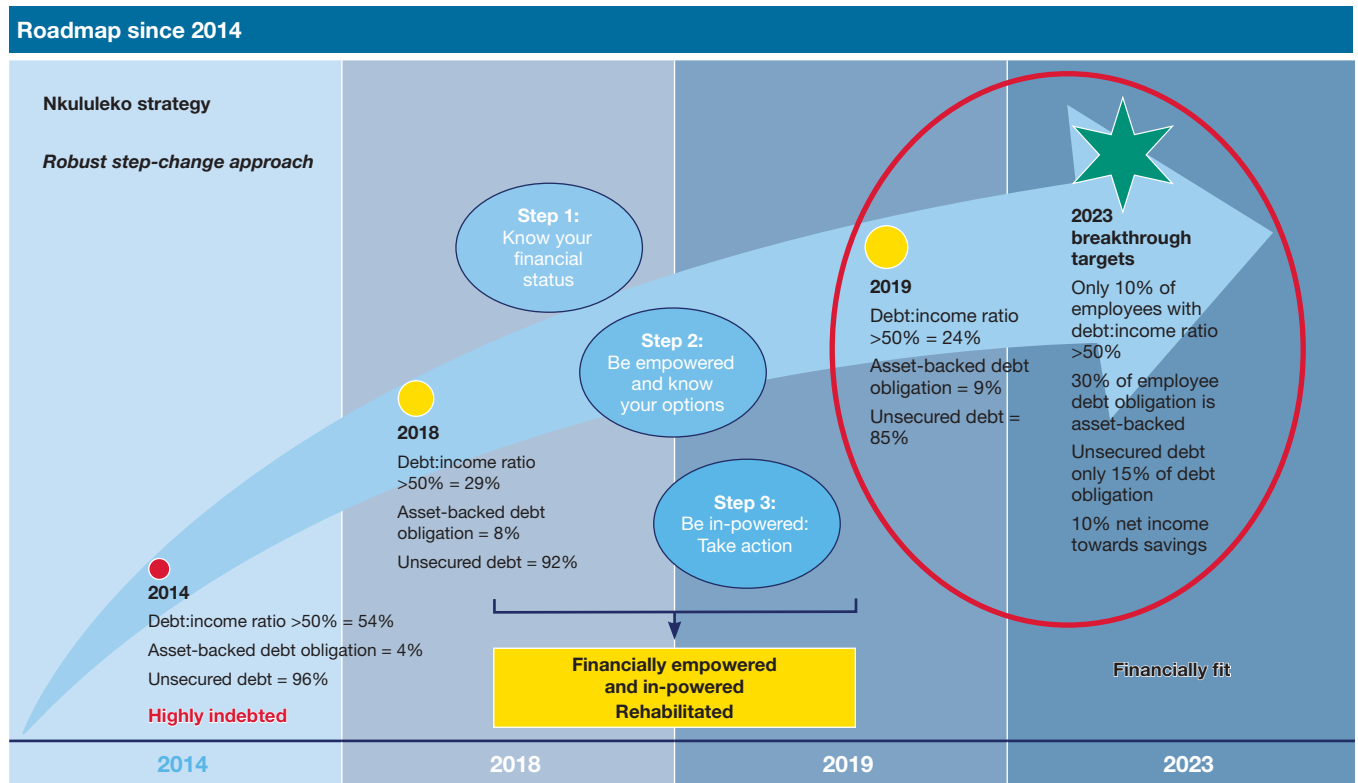 Roadmap since 2014
Nkululeko strategy
Robust step-change approach
Step 1:
Know your
financial
status
Step 2:
Be empowered
and know
your options
Step 3:
Be in-powered:
Take action
2014
Debt:income ratio >50% = 54%
Asset-backed debt obligation = 4%
Unsecured debt = 96%
Highly indebted
2018
Debt:income ratio
>50% = 29%
Asset-backed debt
obligation = 8%
Unsecured debt = 92%
2019
Debt:income ratio
>50% = 24%
Asset-backed debt
obligation = 9%
Unsecured debt =
85%
2023
breakthrough
targets
Only 10% of
employees with
debt:income ratio
>50%
30% of employee
debt obligation is
asset-backed
Unsecured debt
only 15% of debt
obligation
10% net income
towards savings
Financially empowered
and in-powered
Rehabilitated
Financially fit
2014
2018
2019
2023